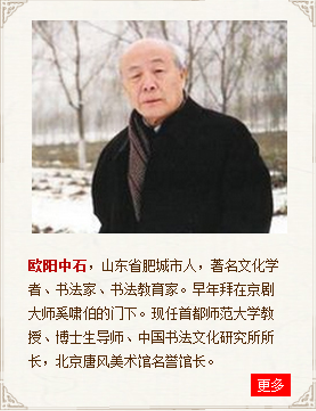 欧阳中石，山东省肥城市人，著名文化学
者、书法家、书法教育家。早年拜在京剧
大师奚啸伯的门下。现任首都师范大学教
授、博士生导师、中国书法文化研究所所
长，北京唐风美术馆名誉馆长。
更多